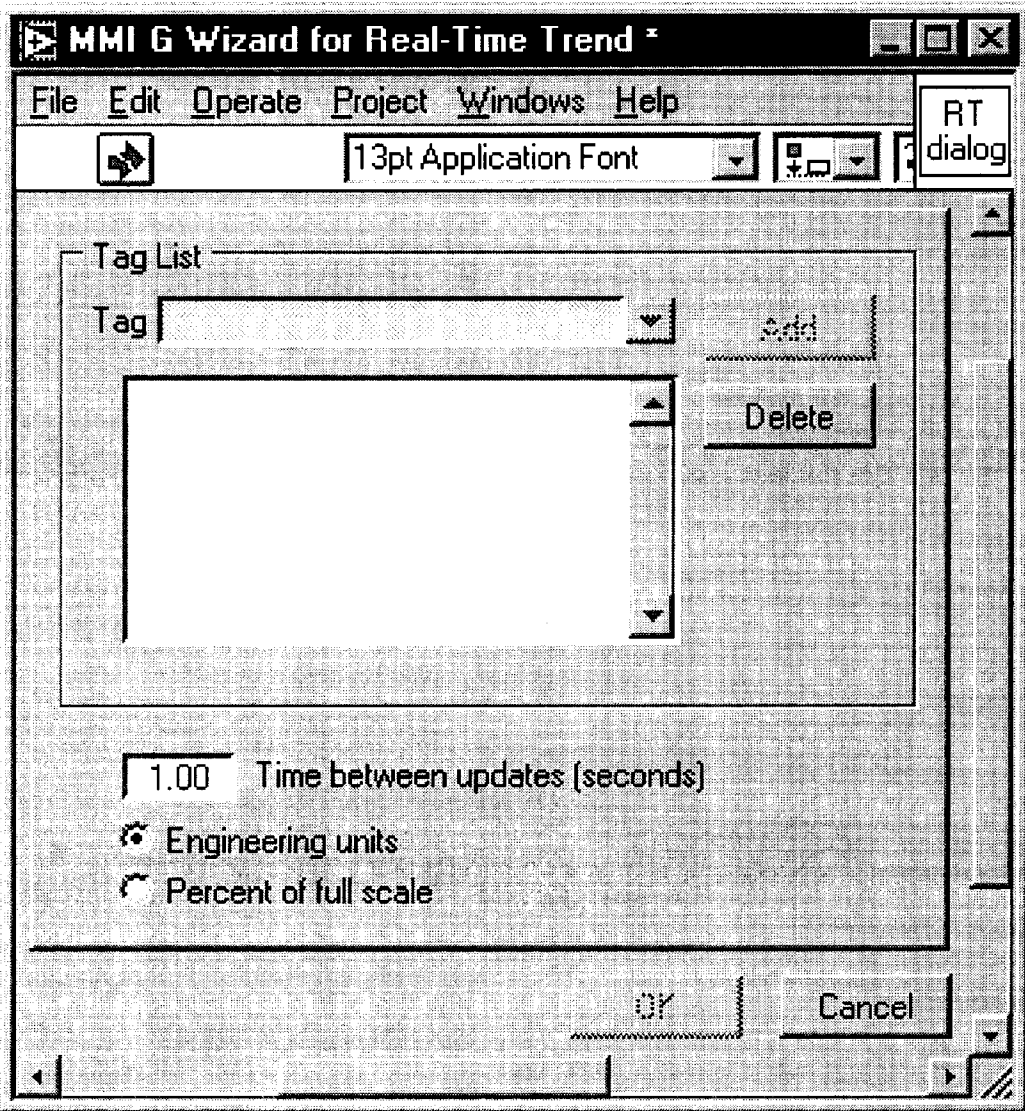 MMI G Wizard for Real-Time Trend *
File Edit Operate Project Windows Help
RT
dialog
13pt Application Font
Tag List
Tag
Add
Delete
1.00 Time between updates (seconds)
Engineering units
Percent of full scale
OK Cancel